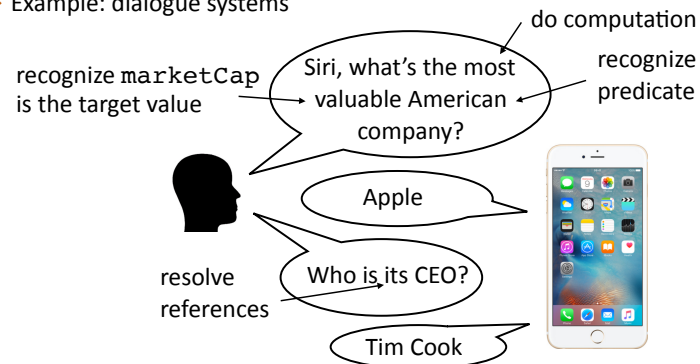 Example: dialogue systems
do computation
recognize marketCap
is the target value
Siri, what's the most
valuable American
company?
recognize
predicate
Apple
resolve
references
Who is its CEO?
Tim Cook